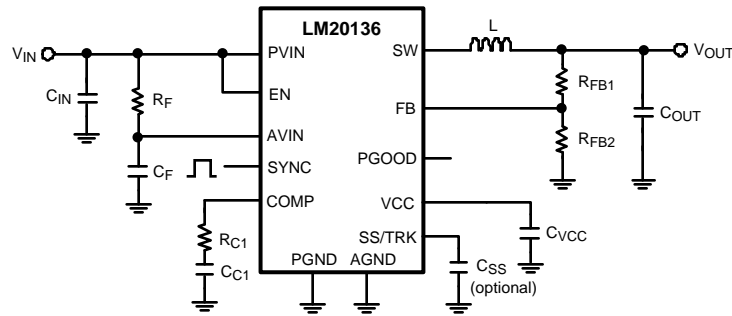 LM20136
VIN
PVIN
SW
L
VOUT
CIN
RF
EN
RFB1
FB
COUT
AVIN
RFB2
CF
SYNC
PGOOD
COMP
VCC
RC1
SS/TRK
CVCC
CC1
PGND
AGND
CSS
(optional)